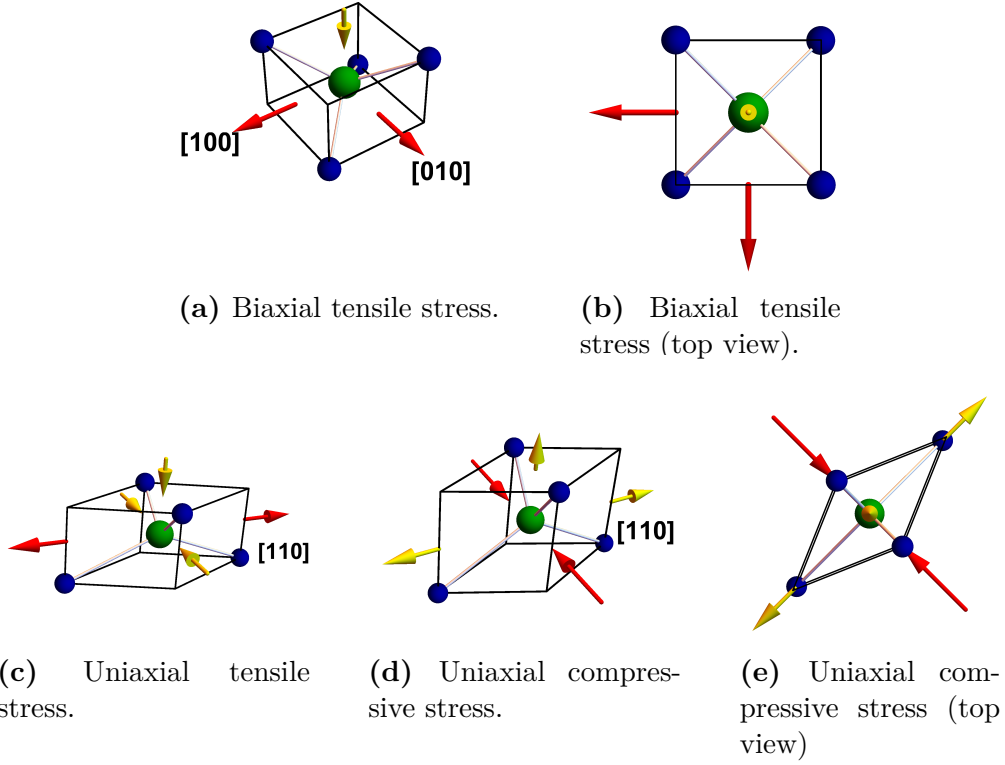 [100]
[010]
(a) Biaxial tensile stress.
(b) Biaxial tensile
stress (top view).
[110]
[110]
(c) Uniaxial tensile
stress.
(d) Uniaxial compres-
sive stress.
(e) Uniaxial com-
pressive stress (top
view)